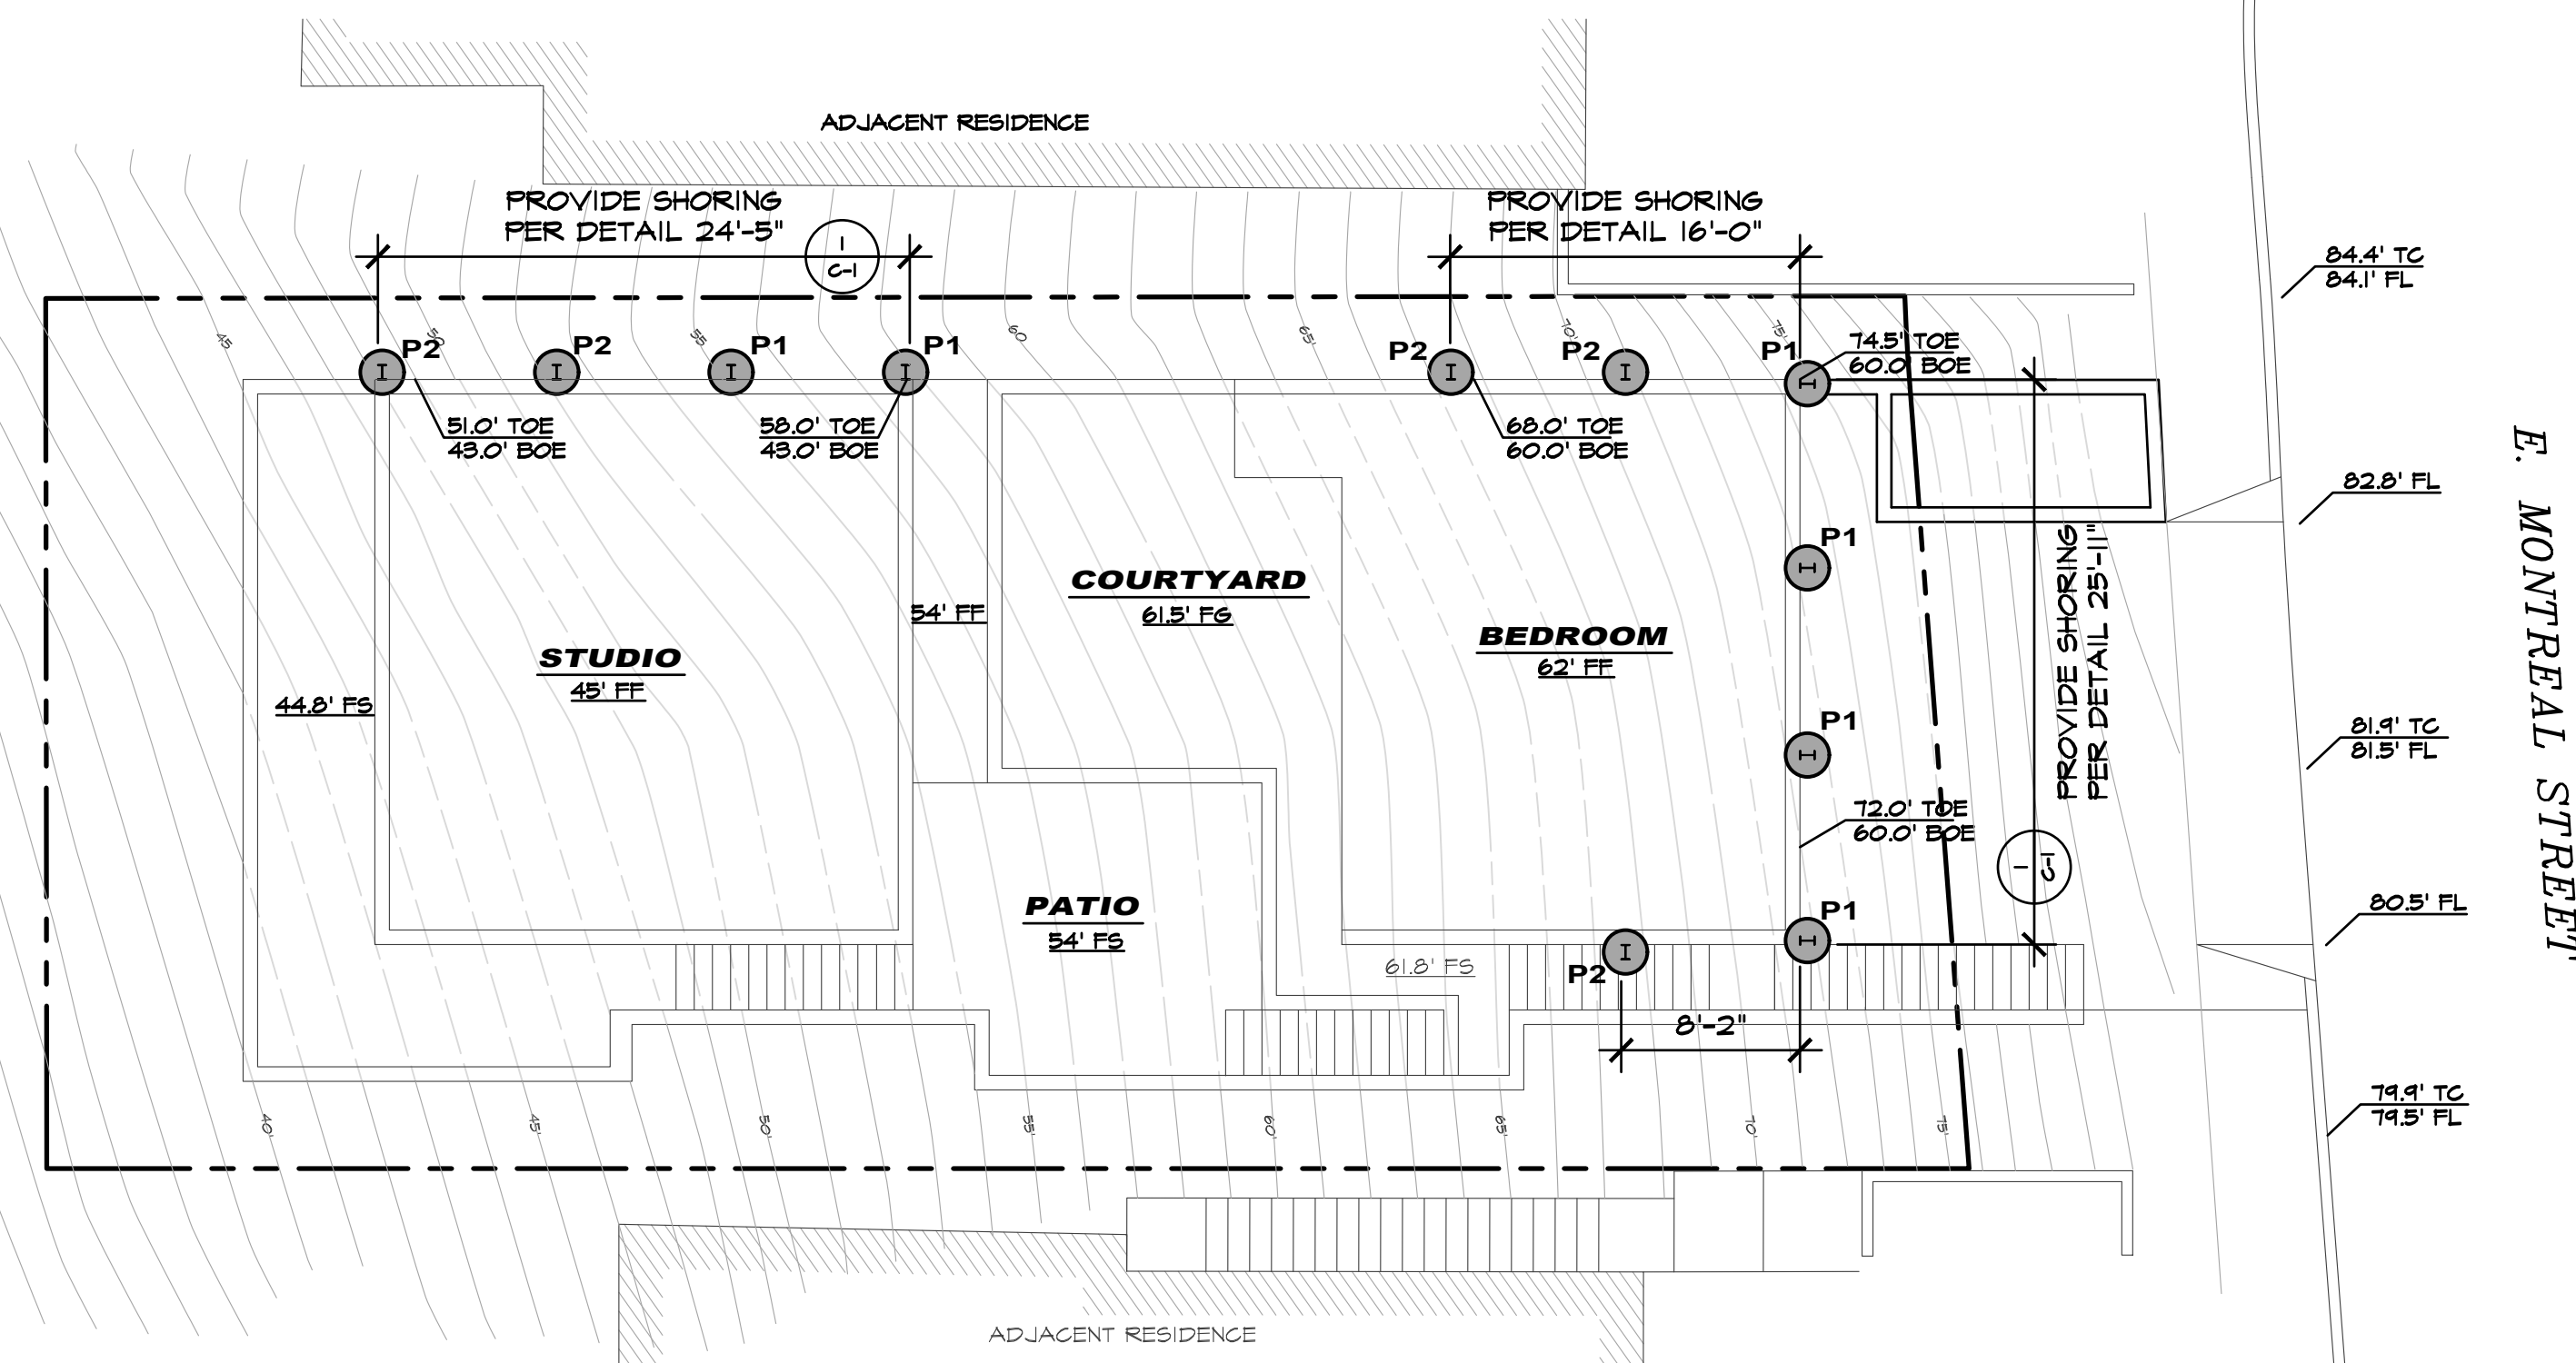 ADJACENT RESIDENCE
PROVIDE SHORING
PER DETAIL 24'-5"
1
C-1
PROVIDE SHORING
PER DETAIL 16'-0"
84.4' TC
84.1' FL
45
50
55
60
65'
70'
75'
P2
P2
P1
P1
P2
P2
P1
74.5' TOE
60.0' BOE
51.0' TOE
43.0' BOE
58.0' TOE
43.0' BOE
68.0' TOE
60.0' BOE
82.8' FL
E. MONTREAL STREET
P1
PROVIDE SHORING
PER DETAIL 25'-11"
COURTYARD
61.5' FG
54' FF
BEDROOM
62' FF
STUDIO
45' FF
44.8' FS
P1
81.9' TC
81.5' FL
72.0' TOE
60.0' BOE
1
C-1
PATIO
54' FS
61.8' FS
P2
P1
80.5' FL
8'-2"
40'
45'
50'
55'
60'
65'
70'
75'
79.9' TC
79.5' FL
ADJACENT RESIDENCE